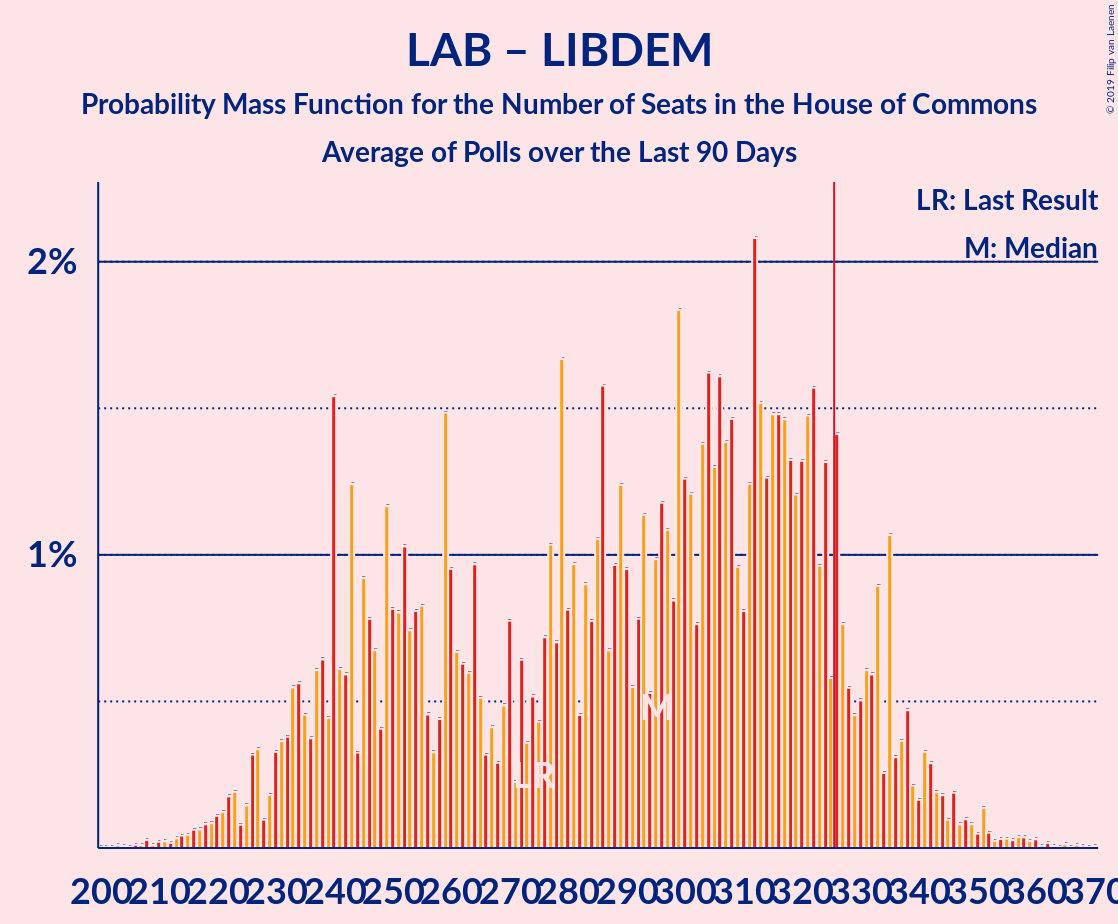 LAB – LIBDEM
Probability Mass Function for the Number of Seats in the House of Commons
Average of Polls over the Last 90 Days
© 2019 Filip van Laenen
LR: Last Result
M: Median
2%
1%
M
LR
200 210 220 230 240 250 260 270 280 290 300 310 320 330 340 350 360 370